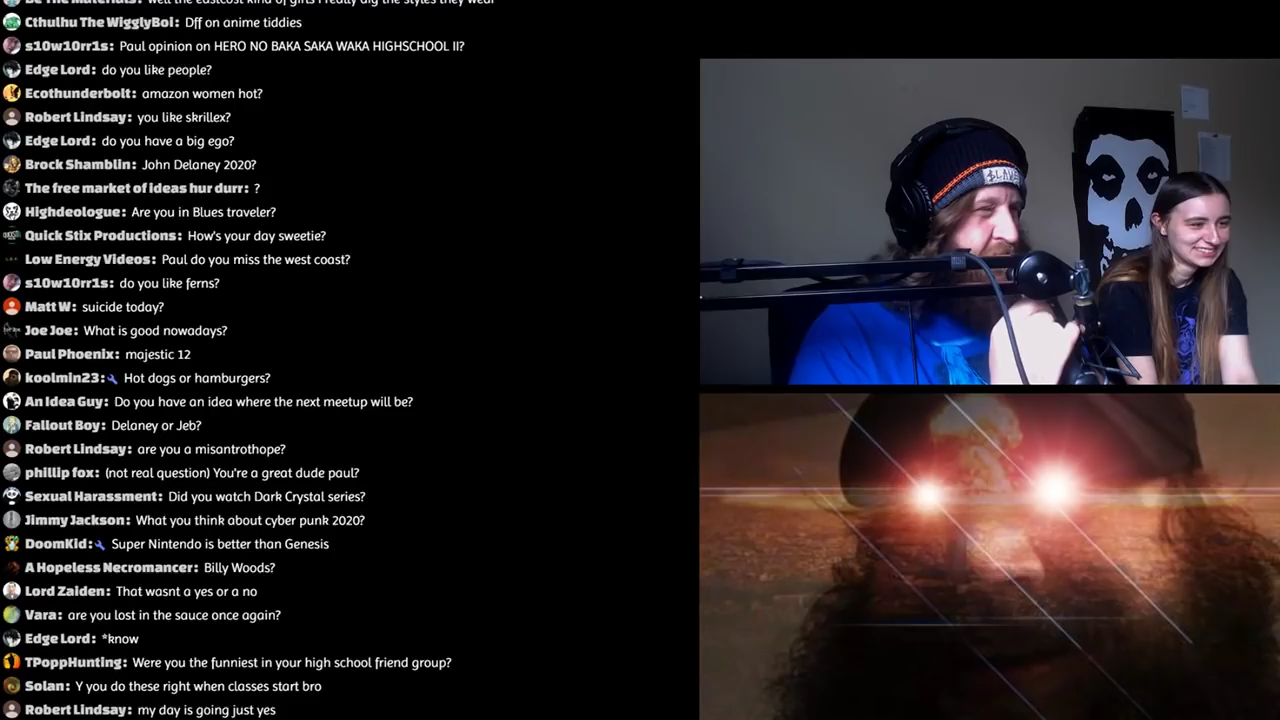 Cthulhu The WigglyBoi: Dff on anime tiddies
s10w10rr1s: Paul opinion on HERO NO BAKA SAKA WAKA HIGHSCHOOL II?
Edge Lord: do you like people?
Ecothunderbolt: amazon women hot?
Robert Lindsay: you like skrillex?
Edge Lord: do you have a big ego?
Brock Shamblin: John Delaney 2020?
The free market of ideas hur durr: ?
Highdeologue: Are you in Blues traveler?
Quick Stix Productions: How's your day sweetie?
Low Energy Videos: Paul do you miss the west coast?
s10w10rr1s: do you like ferns?
Matt W: suicide today?
Joe Joe: What is good nowadays?
Paul Phoenix: majestic 12
koolmin23: Hot dogs or hamburgers?
An Idea Guy: Do you have an idea where the next meetup will be?
Fallout Boy: Delaney or Jeb?
Robert Lindsay: are you a misantrothope?
phillip fox: (not real question) You're a great dude paul?
Sexual Harassment: Did you watch Dark Crystal series?
Jimmy Jackson: What you think about cyber punk 2020?
DoomKid: Super Nintendo is better than Genesis
A Hopeless Necromancer: Billy Woods?
Lord Zaiden: That wasnt a yes or a no
Vara: are you lost in the sauce once again?
Edge Lord: *know
TPoppHunting: Were you the funniest in your high school friend group?
Solan: Y you do these right when classes start bro
Robert Lindsay: my day is going just yes